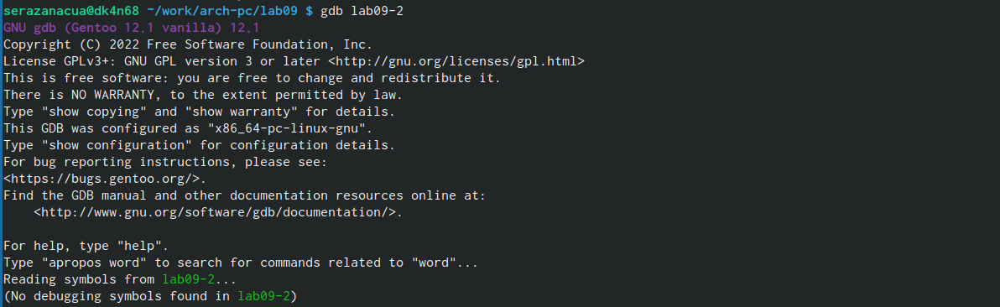 serazanacua@dk4n68 ~/work/arch-pc/lab09 $ gdb lab09-2
GNU gdb (Gentoo 12.1 vanilla) 12.1
Copyright (C) 2022 Free Software Foundation, Inc.
License GPLv3+: GNU GPL version 3 or later <http://gnu.org/licenses/gpl.html>
This is free software: you are free to change and redistribute it.
There is NO WARRANTY, to the extent permitted by law.
Type "show copying" and "show warranty" for details.
This GDB was configured as "x86_64-pc-linux-gnu".
Type "show configuration" for configuration details.
For bug reporting instructions, please see:
<https://bugs.gentoo.org/>.
Find the GDB manual and other documentation resources online at:
    <http://www.gnu.org/software/gdb/documentation/>.

For help, type "help".
Type "apropos word" to search for commands related to "word"...
Reading symbols from lab09-2...
(No debugging symbols found in lab09-2)